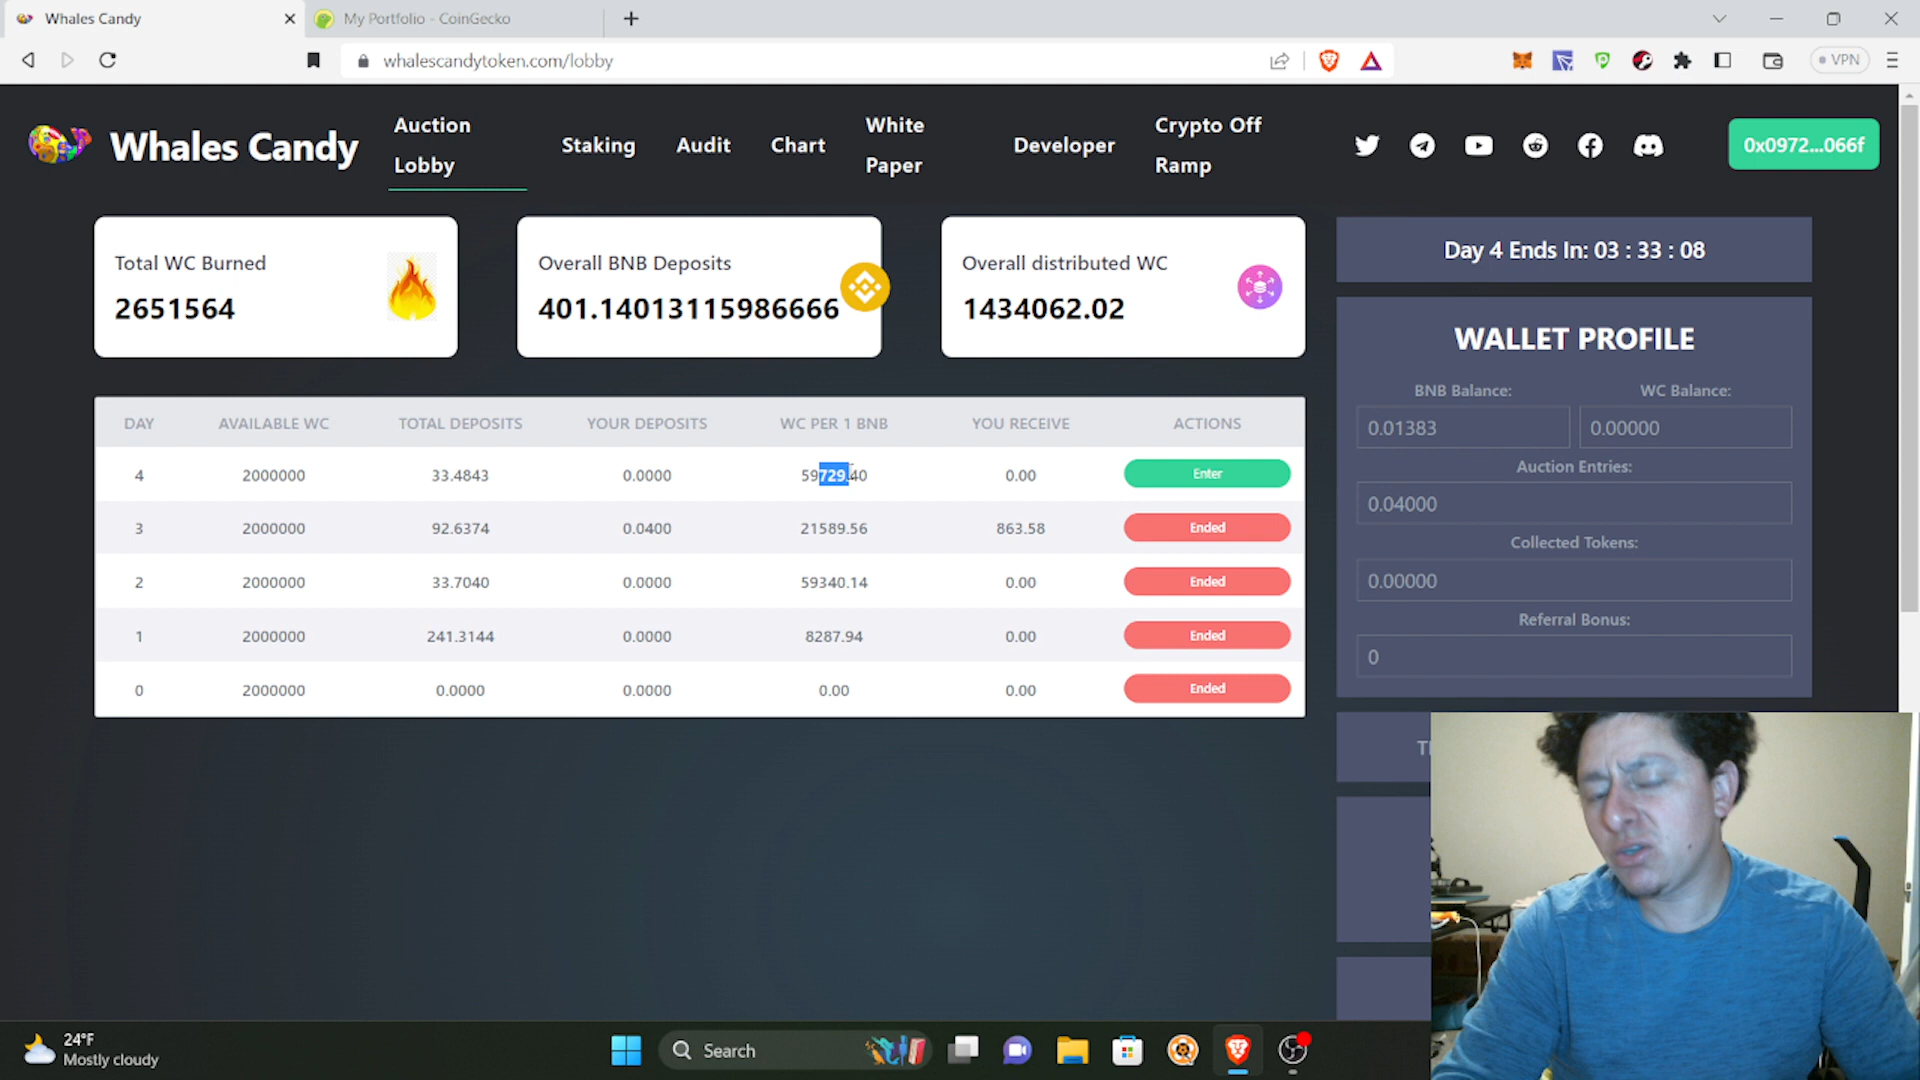 Whales Candy
My Portfolio - CoinGecko
whalescandytoken.com/lobby
VPN
Whales Candy
Auction Lobby
Staking
Audit
Chart
White Paper
Developer
Crypto Off Ramp
0x0972...066f
Total WC Burned
2651564
Overall BNB Deposits
401.14013115986666
Overall distributed WC
1434062.02
Day 4 Ends In: 03 : 33 : 08
WALLET PROFILE
BNB Balance: WC Balance:
0.01383 0.00000
Auction Entries:
0.04000
Collected Tokens:
0.00000
Referral Bonus:
0
DAY AVAILABLE WC TOTAL DEPOSITS YOUR DEPOSITS WC PER 1 BNB YOU RECEIVE ACTIONS
4 2000000 33.4843 0.0000 59729.40 0.00 Enter
3 2000000 92.6374 0.0400 21589.56 863.58 Ended
2 2000000 33.7040 0.0000 59340.14 0.00 Ended
1 2000000 241.3144 0.0000 8287.94 0.00 Ended
0 2000000 0.0000 0.0000 0.00 0.00 Ended
24°F
Mostly cloudy
Search